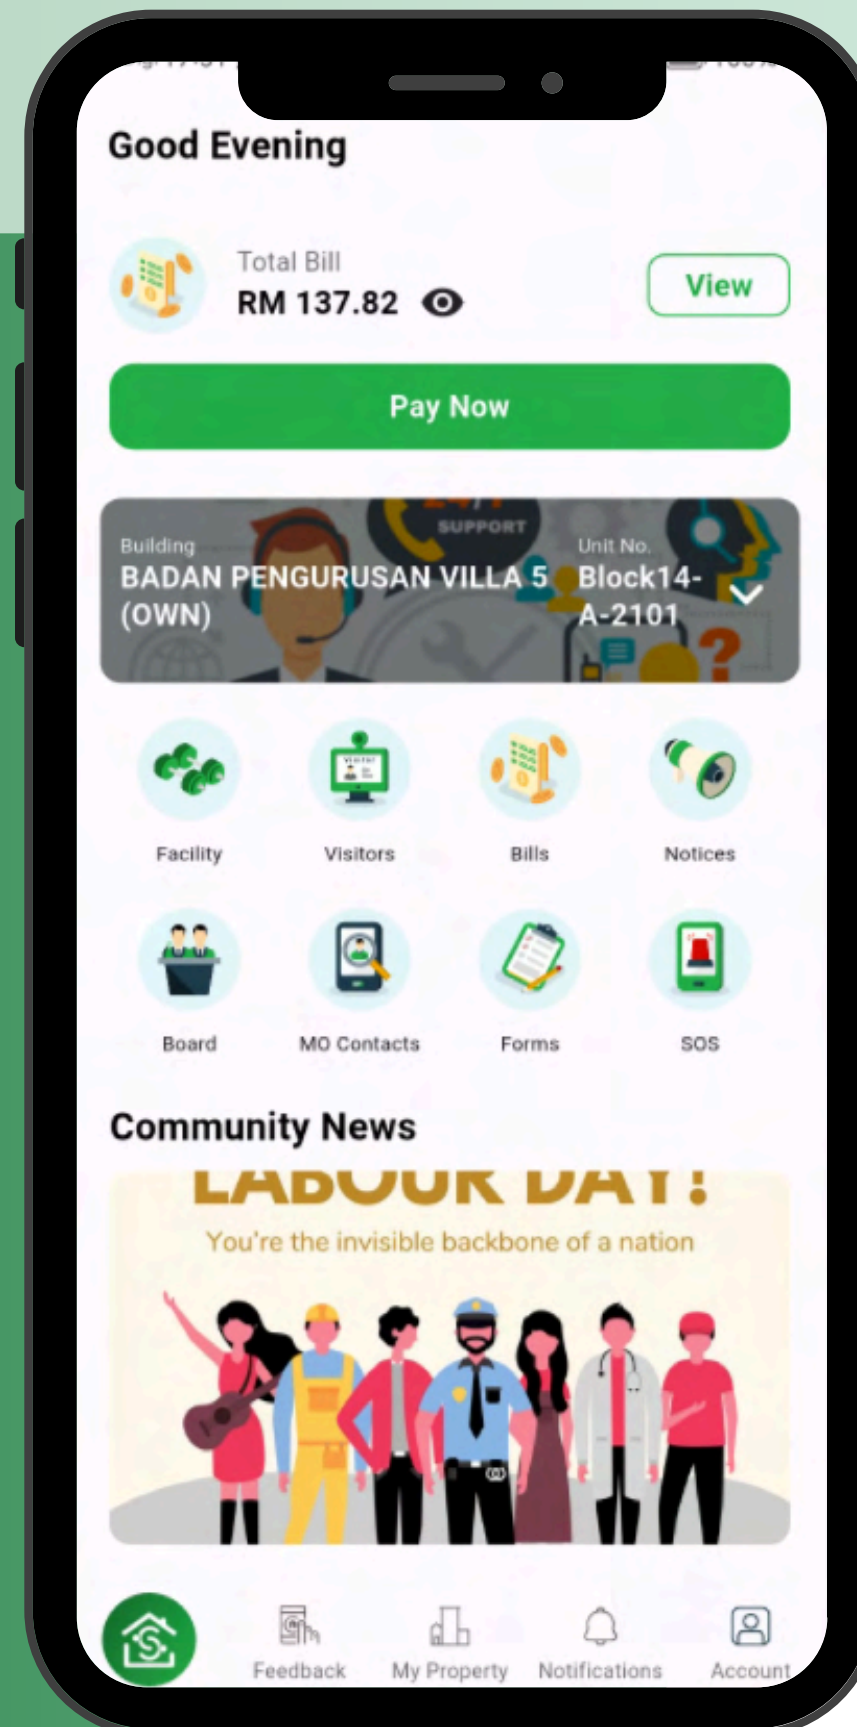 Good Evening
Total Bill
RM 137.82
View
Pay Now
SUPPORT
Building
Unit No.
BADAN PENGURUSAN VILLA 5
(OWN)
Block14-
A-2101
Facility
Visitors
Bills
Notices
Board
MO Contacts
Forms
SOS
Community News
LABOUR DAY!
You're the invisible backbone of a nation
Feedback
My Property
Notifications
Account